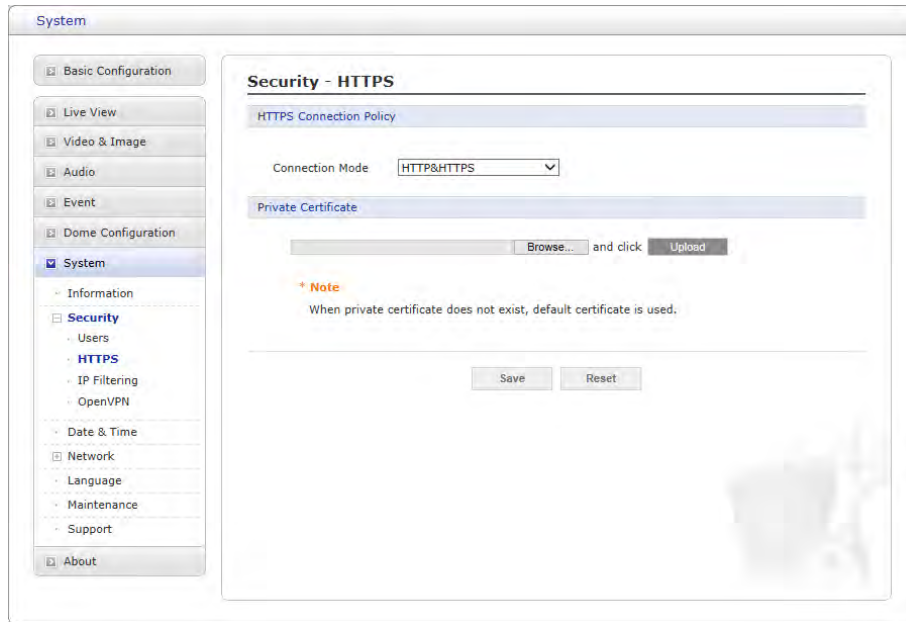 System
Basic Configuration
Live View
Video & Image
Audio
Event
Dome Configuration
System
Information
Security
Users
HTTPS
IP Filtering
OpenVPN
Date & Time
Network
Language
Maintenance
Support
About
Security - HTTPS
HTTPS Connection Policy
Connection Mode HTTP&HTTPS
Private Certificate
Browse... and click Upload
* Note
When private certificate does not exist, default certificate is used.
Save Reset